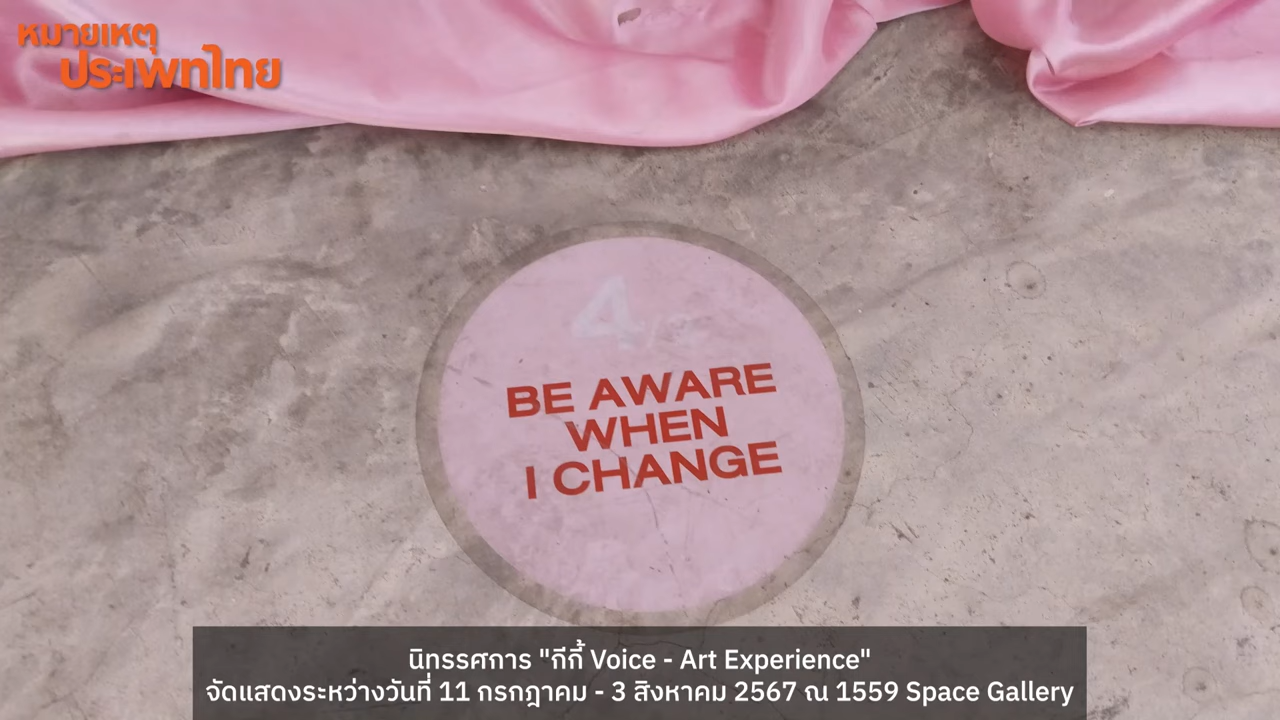 หมายเหตุ
ประเพทไทย
4
BE AWARE
WHEN
I CHANGE
นิทรรศการ "กีกี้ Voice - Art Experience"
จัดแสดงระหว่างวันที่ 11 กรกฎาคม - 3 สิงหาคม 2567 ณ 1559 Space Gallery